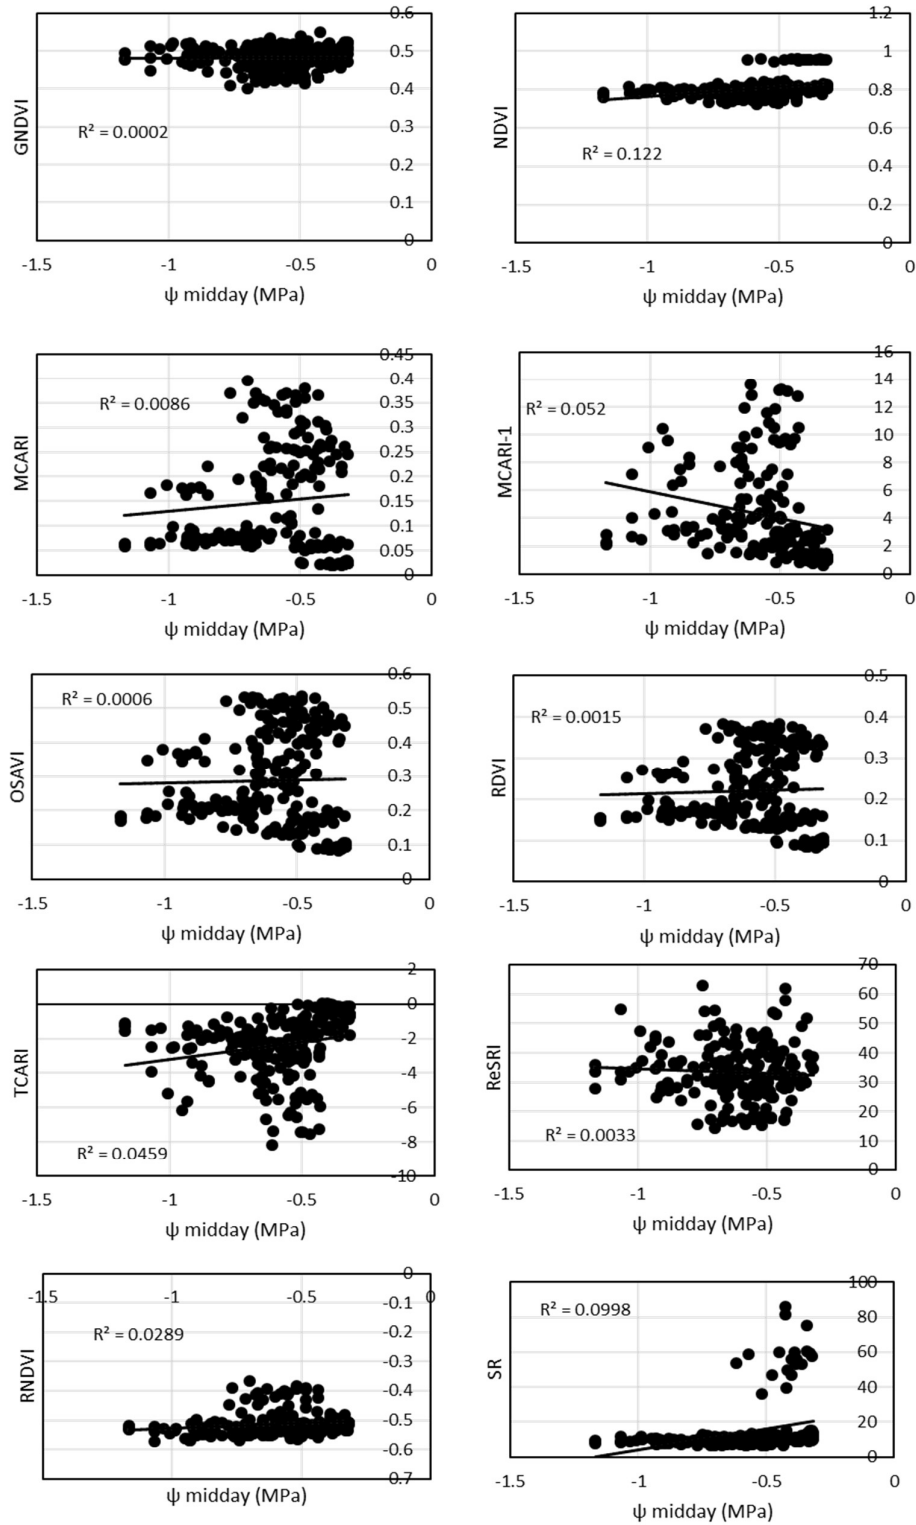 0.6
0.5
0.4
0.3
0.2
0.1
0
GNDVI
R² = 0.0002
-1.5 -1 -0.5 0
ψ midday (MPa)
1.2
1
0.8
0.6
0.4
0.2
0
NDVI
R² = 0.122
-1.5 -1 -0.5 0
ψ midday (MPa)
0.45
0.4
0.35
0.3
0.25
0.2
0.15
0.1
0.05
0
MCARI
R² = 0.0086
-1.5 -1 -0.5 0
ψ midday (MPa)
16
14
12
10
8
6
4
2
0
MCARI-1
R² = 0.052
-1.5 -1 -0.5 0
ψ midday (MPa)
0.6
0.5
0.4
0.3
0.2
0.1
0
OSAVI
R² = 0.0006
-1.5 -1 -0.5 0
ψ midday (MPa)
0.5
0.4
0.3
0.2
0.1
0
RDVI
R² = 0.0015
-1.5 -1 -0.5 0
ψ midday (MPa)
2
0
-2
-4
-6
-8
-10
TCARI
R² = 0.0459
-1.5 -1 -0.5 0
ψ midday (MPa)
70
60
50
40
30
20
10
0
ReSRI
R² = 0.0033
-1.5 -1 -0.5 0
ψ midday (MPa)
0
-1.5 -1 -0.5 0
-0.1
-0.2
-0.3
-0.4
-0.5
-0.6
0.7
RNDVI
R² = 0.0289
ψ midday (MPa)
100
80
60
40
20
0
SR
R² = 0.0998
-1.5 -1 -0.5 0
ψ midday (MPa)